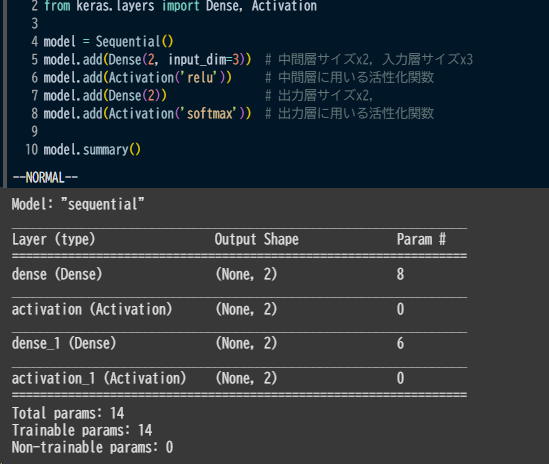 2 from keras.layers import Dense, Activation
3
4 model = Sequential()
5 model.add(Dense(2, input_dim=3))  # 中間層サイズx2, 入力層サイズx3
6 model.add(Activation('relu'))    # 中間層に用いる活性化関数
7 model.add(Dense(2))              # 出力層サイズx2,
8 model.add(Activation('softmax'))  # 出力層に用いる活性化関数
9
10 model.summary()
--NORMAL--
Model: "sequential"
Layer (type) Output Shape Param #
dense (Dense) (None, 2) 8
activation (Activation) (None, 2) 0
dense_1 (Dense) (None, 2) 6
activation_1 (Activation) (None, 2) 0
Total params: 14
Trainable params: 14
Non-trainable params: 0